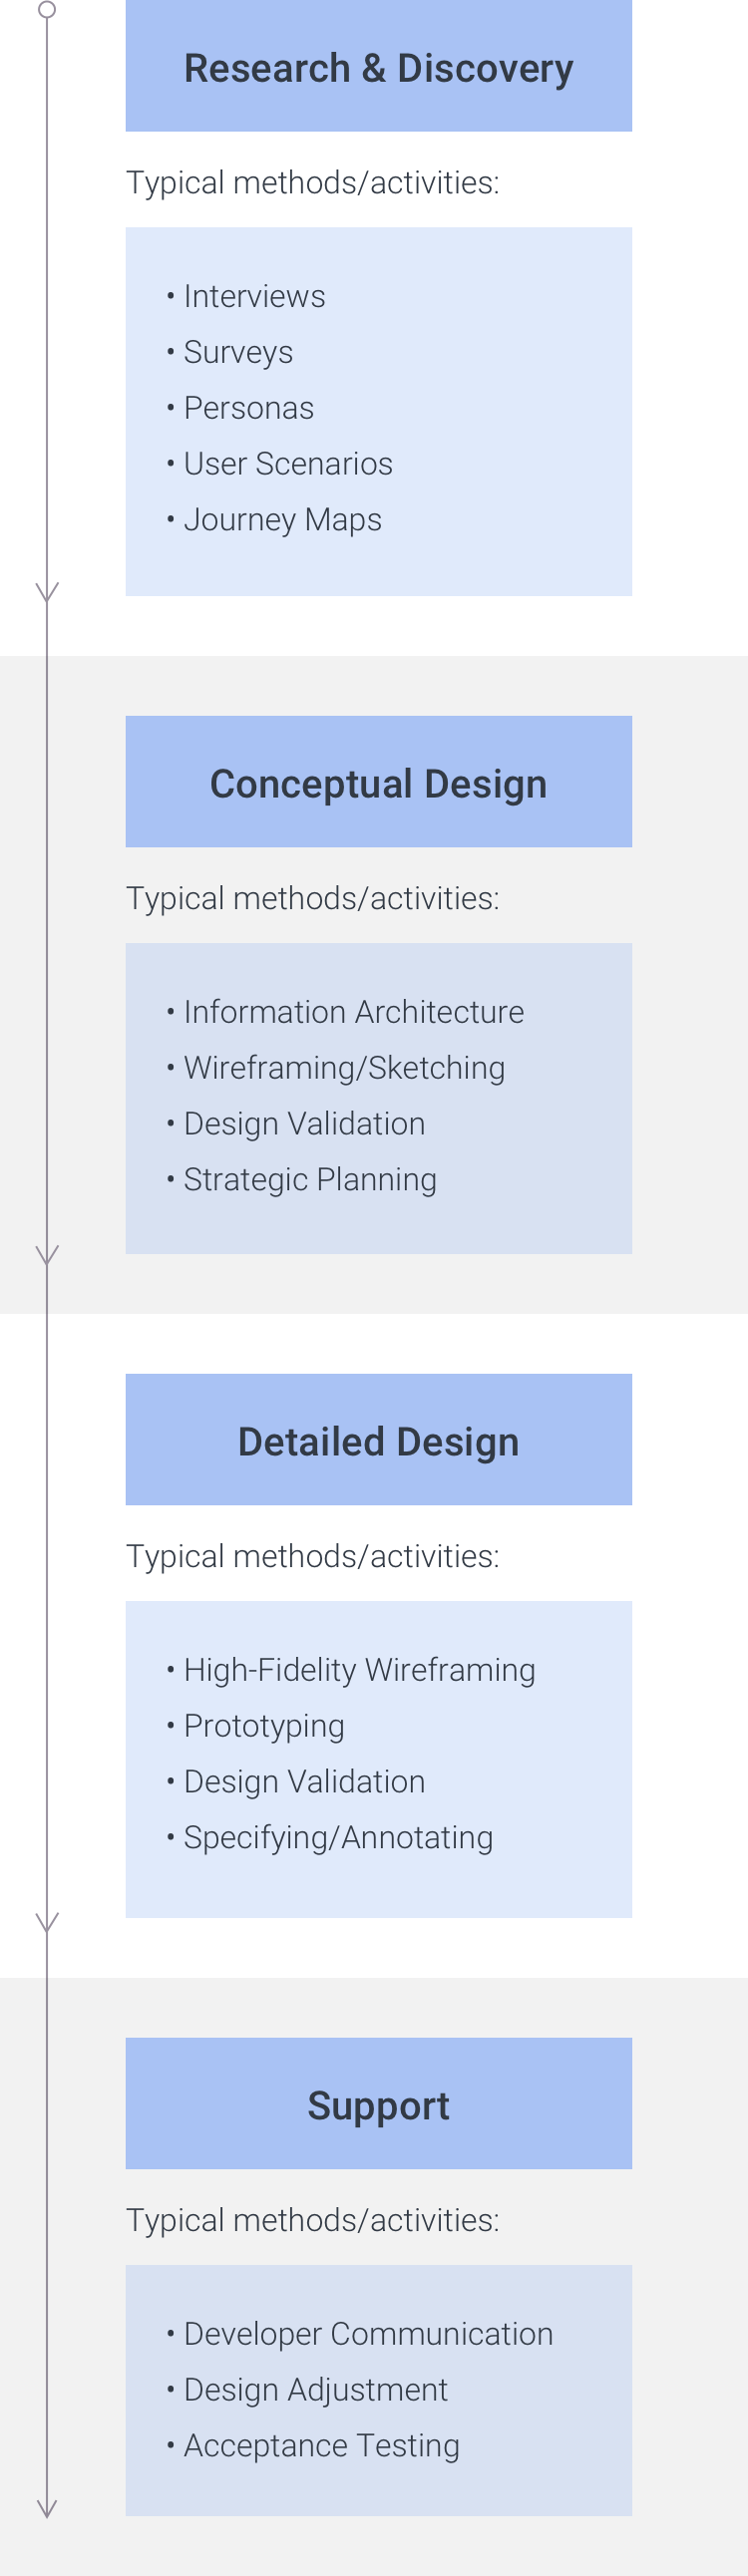 Research & Discovery
Typical methods/activities:
• Interviews
• Surveys
• Personas
• User Scenarios
• Journey Maps
Conceptual Design
Typical methods/activities:
• Information Architecture
• Wireframing/Sketching
• Design Validation
• Strategic Planning
Detailed Design
Typical methods/activities:
• High-Fidelity Wireframing
• Prototyping
• Design Validation
• Specifying/Annotating
Support
Typical methods/activities:
• Developer Communication
• Design Adjustment
• Acceptance Testing